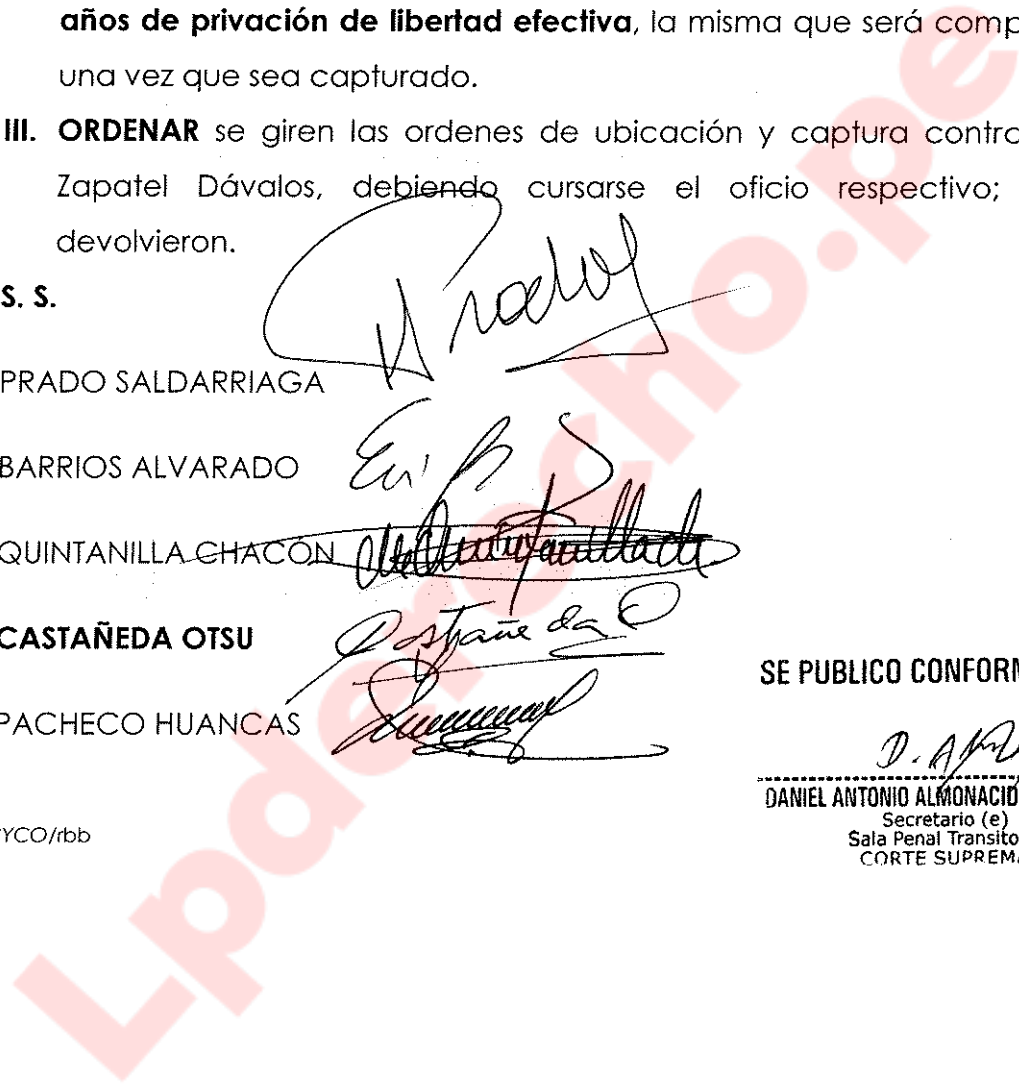 años de privación de libertad efectiva, la misma que será comp
una vez que sea capturado.
III. ORDENAR se giren las ordenes de ubicación y captura contra
Zapatel Dávalos, debiendo cursarse el oficio respectivo;
devolvieron.
S. S.
PRADO SALDARRIAGA
BARRIOS ALVARADO
QUINTANILLA CHACÓN
CASTAÑEDA OTSU
PACHECO HUANCAS
YCO/rbb
SE PUBLICO CONFORM
DANIEL ANTONIO ALMONACID
Secretario (e)
Sala Penal Transito
CORTE SUPREMA
Lpderecho.pe